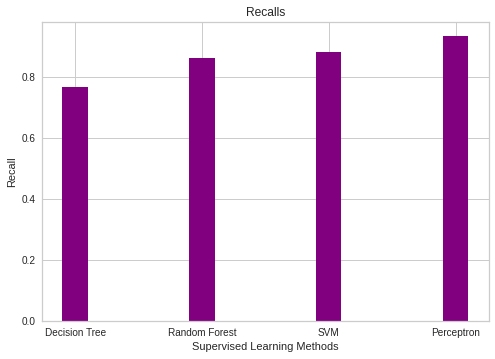 Recalls
Recall
0.8
0.6
0.4
0.2
0.0
Decision Tree
Random Forest
SVM
Perceptron
Supervised Learning Methods